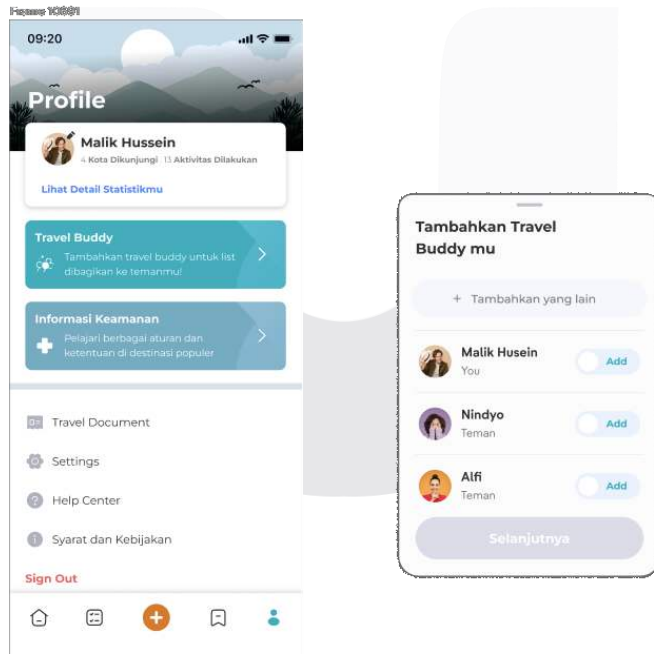 09:20
Profile
Malik Hussein
4 Kota Dikunjungi 13 Aktivitas Dilakukan
Lihat Detail Statistikmu
Travel Buddy
Tambahkan travel buddy untuk list
dibagikan ke temanmu!
Informasi Keamanan
Pelajari berbagai aturan dan
ketentuan di destinasi populer
Travel Document
Settings
Help Center
Syarat dan Kebijakan
Sign Out
Tambahkan Travel
Buddy mu
+ Tambahkan yang lain
Malik Husein
You
Add
Nindyo
Teman
Add
Alfi
Teman
Add
Selanjutnya